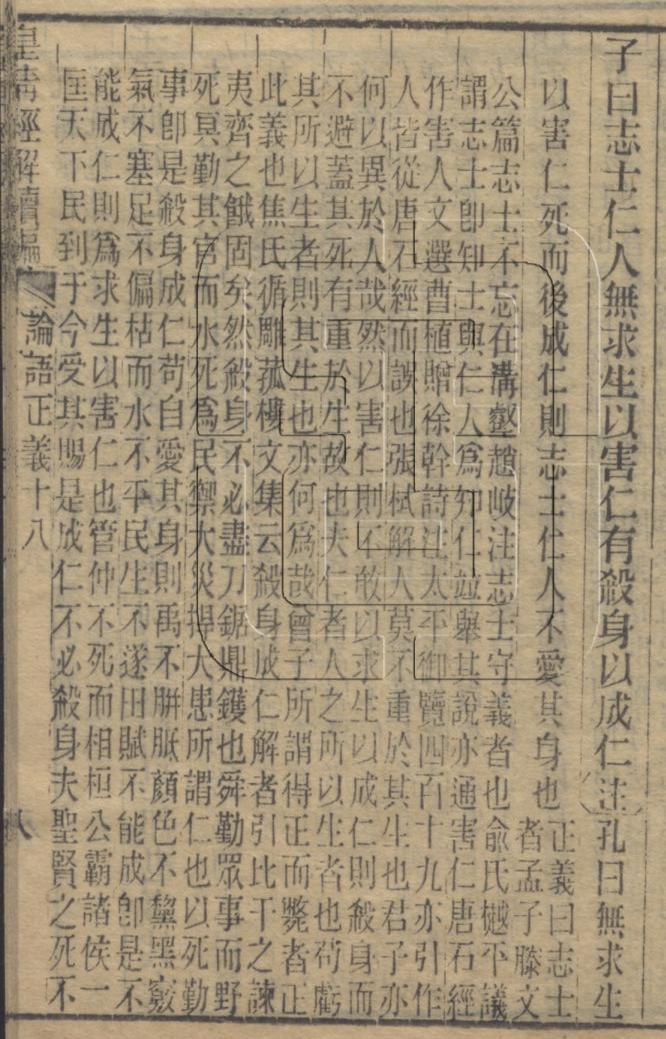 子曰志士仁人無求生以害仁有殺身以成仁注孔曰無求生
以害仁死而後成仁則志士仁人不愛其身也
正義曰志士
者孟子滕文
公篇志士不忘在溝壑趙岐注志士守義者也俞氏樾平議
謂志士卽知士與仁人爲知仁竝舉其說亦通害仁唐石經
作害人文選曹植贈徐幹詩注太平御覽四百十九亦引作
人皆從唐石經而誤也張栻解人莫不重於其生也君子亦
何以異於人哉然以害仁則不敢以求生以成仁則殺身而
不避蓋其死有重於生故也夫仁者人之所以生者也苟虧
其所以生者則其生也亦何爲哉曾子所謂得正而斃者正
此義也焦氏循雕菰樓文集云殺身成仁解者引比干之諫
夷齊之餓固矣然殺身不必盡刀鋸鼎鑊也舜勤眾事而野
死冥勤其官而水死爲民禦大災捍大患所謂仁也以死勤
事卽是殺身成仁苟自愛其身則禹不胼胝顏色不黧黑竅
氣不塞足不偏枯而水不平民生不遂田賦不能成卽是不
能成仁則爲求生以害仁也管仲不死而相桓公霸諸侯一
匡天下民到于今受其賜是成仁不必殺身夫聖賢之死不
皇清經解續編
論語正義十八
八